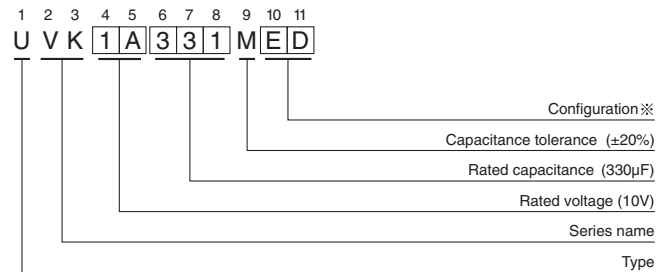 1 2 3 4 5 6 7 8 9 10 11
U V K 1 A 3 3 1 M E D
Configuration※
Capacitance tolerance (±20%)
Rated capacitance (330µF)
Rated voltage (10V)
Series name
Type